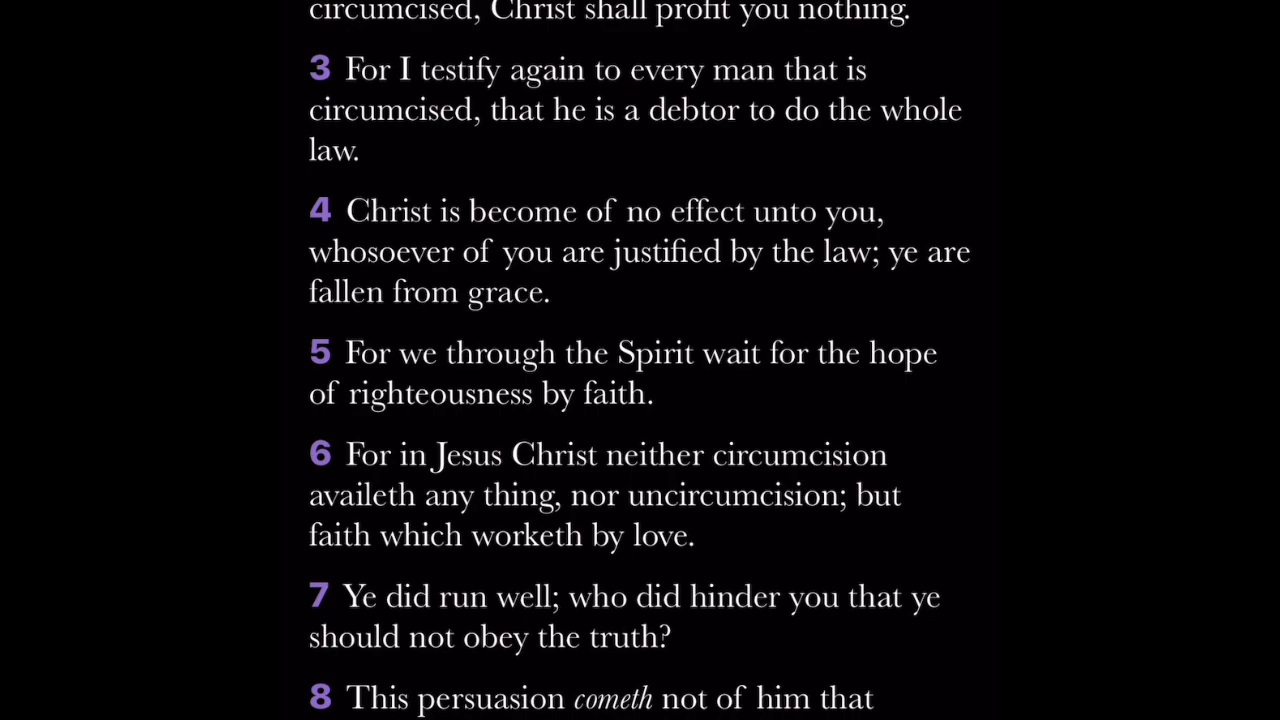 circumcised, Christ shall profit you nothing.
3 For I testify again to every man that is
circumcised, that he is a debtor to do the whole
law.
4 Christ is become of no effect unto you,
whosoever of you are justified by the law; ye are
fallen from grace.
5 For we through the Spirit wait for the hope
of righteousness by faith.
6 For in Jesus Christ neither circumcision
availeth any thing, nor uncircumcision; but
faith which worketh by love.
7 Ye did run well; who did hinder you that ye
should not obey the truth?
8 This persuasion cometh not of him that